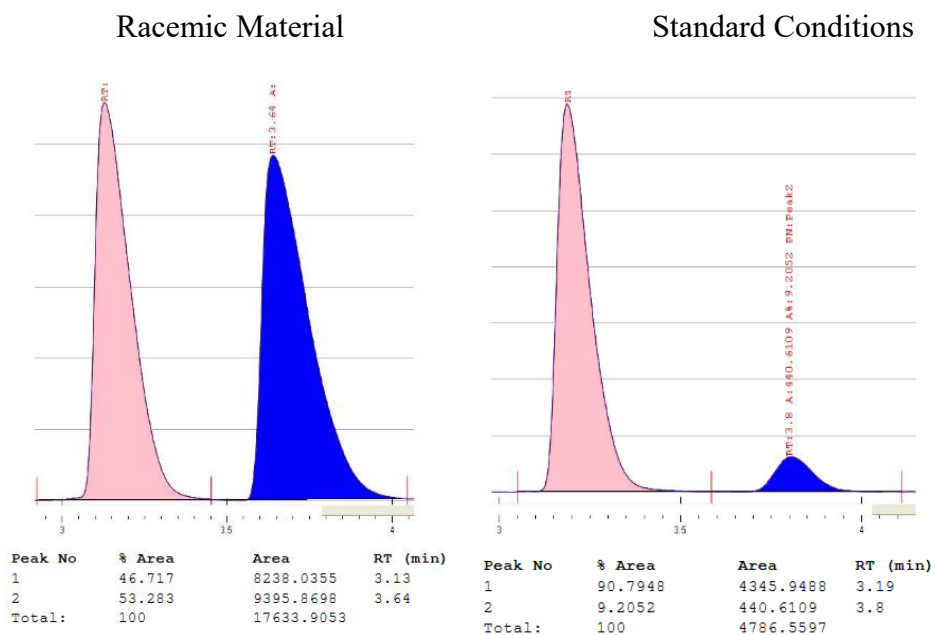 Racemic Material
Standard Conditions
RT:
RT:3.64 A:
RT
RT:3.8 A:440.6109 A%:9.2052 PN:Peak2
3 3.5 4
3 3.5 4
Peak No % Area Area RT (min)
1 46.717 8238.0355 3.13
2 53.283 9395.8698 3.64
Total: 100 17633.9053
Peak No % Area Area RT (min)
1 90.7948 4345.9488 3.19
2 9.2052 440.6109 3.8
Total: 100 4786.5597